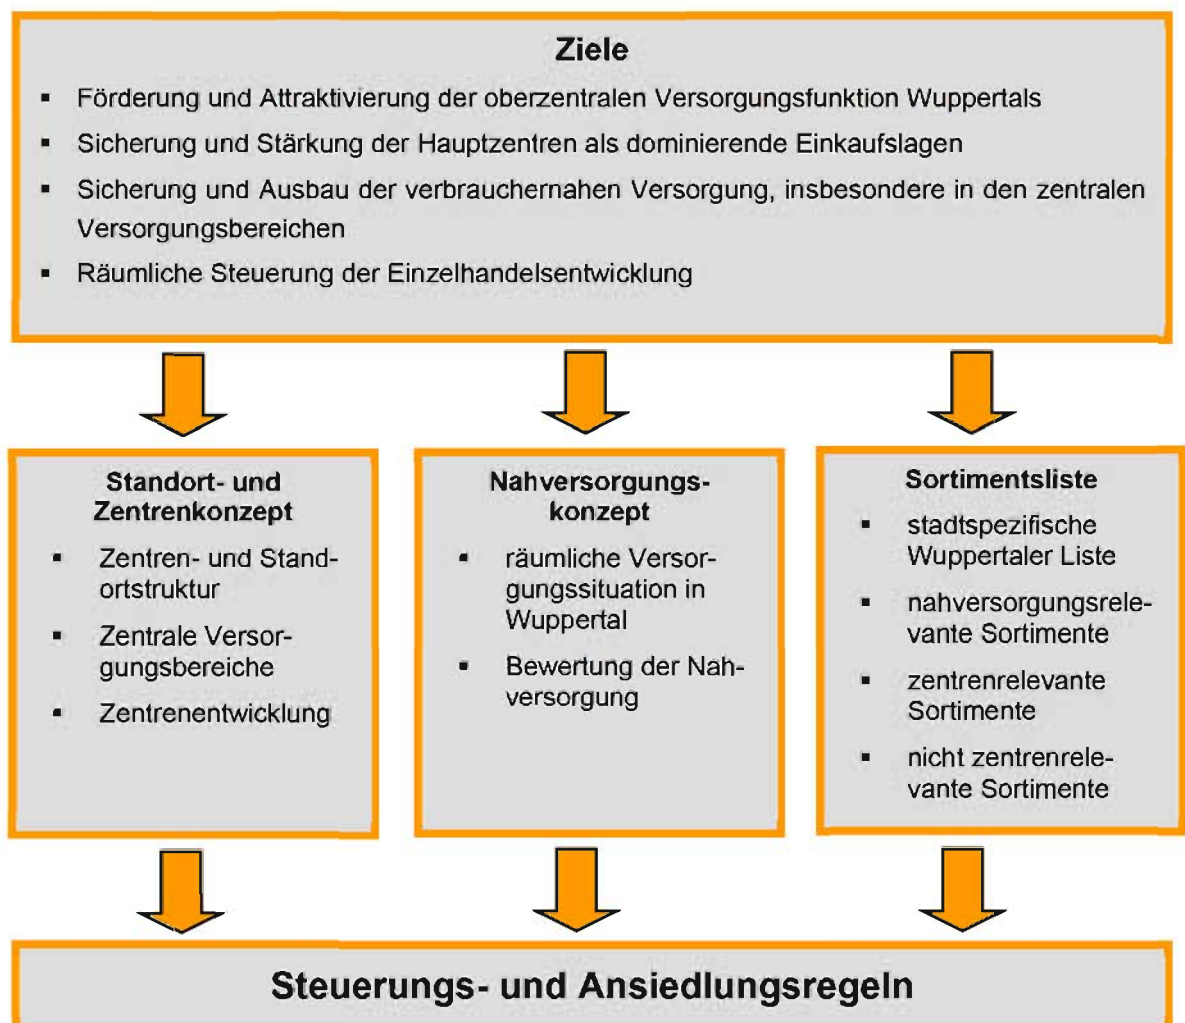 Ziele
▪ Förderung und Attraktivierung der oberzentralen Versorgungsfunktion Wuppertals
▪ Sicherung und Stärkung der Hauptzentren als dominierende Einkaufslagen
▪ Sicherung und Ausbau der verbrauchernahen Versorgung, insbesondere in den zentralen
Versorgungsbereichen
▪ Räumliche Steuerung der Einzelhandelsentwicklung
Standort- und
Zentrenkonzept
▪ Zentren- und Stand-
ortstruktur
▪ Zentrale Versor-
gungsbereiche
▪ Zentrenentwicklung
Nahversorgungs-
konzept
▪ räumliche Versor-
gungssituation in
Wuppertal
▪ Bewertung der Nah-
versorgung
Sortimentsliste
▪ stadtspezifische
Wuppertaler Liste
▪ nahversorgungsrele-
vante Sortimente
▪ zentrenrelevante
Sortimente
▪ nicht zentrenrele-
vante Sortimente
Steuerungs- und Ansiedlungsregeln